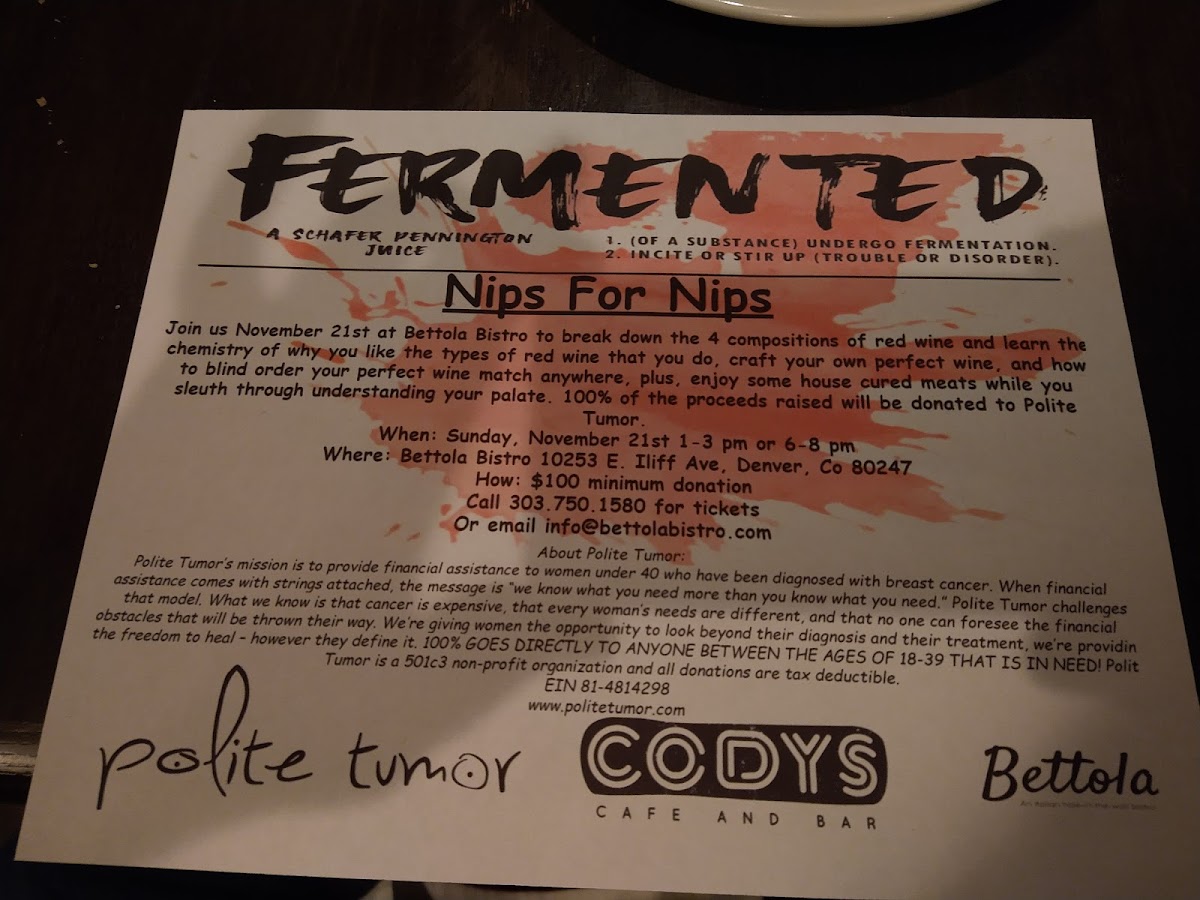 FERMENTED
A SCHAFER PENNINGTON
JUICE
1. (OF A SUBSTANCE) UNDERGO FERMENTATION.
2. INCITE OR STIR UP (TROUBLE OR DISORDER).
Nips For Nips
Join us November 21st at Bettola Bistro to break down the 4 compositions of red wine and learn the
chemistry of why you like the types of red wine that you do, craft your own perfect wine, and how
to blind order your perfect wine match anywhere, plus, enjoy some house cured meats while you
sleuth through understanding your palate. 100% of the proceeds raised will be donated to Polite
Tumor.
When: Sunday, November 21st 1-3 pm or 6-8 pm
Where: Bettola Bistro 10253 E. Iliff Ave, Denver, Co 80247
How: $100 minimum donation
Call 303.750.1580 for tickets
Or email info@bettolabistro.com
About Polite Tumor:
Polite Tumor's mission is to provide financial assistance to women under 40 who have been diagnosed with breast cancer. When financial
assistance comes with strings attached, the message is "we know what you need more than you know what you need." Polite Tumor challenges
that model. What we know is that cancer is expensive, that every woman's needs are different, and that no one can foresee the financial
obstacles that will be thrown their way. We're giving women the opportunity to look beyond their diagnosis and their treatment, we're providin
the freedom to heal - however they define it. 100% GOES DIRECTLY TO ANYONE BETWEEN THE AGES OF 18-39 THAT IS IN NEED! Polit
Tumor is a 501c3 non-profit organization and all donations are tax deductible.
EIN 81-4814298
www.politetumor.com
polite tumor
CODYS
CAFE AND BAR
Bettola